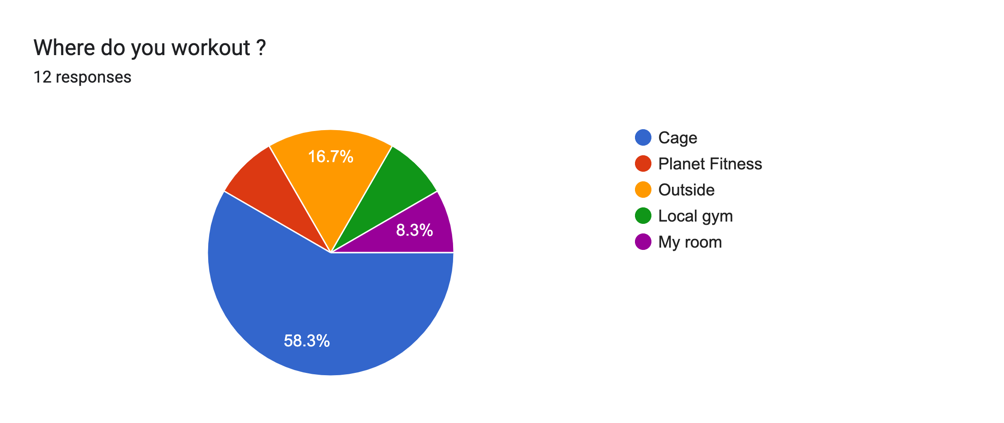 Where do you workout ?
12 responses
16.7%
8.3%
58.3%
Cage
Planet Fitness
Outside
Local gym
My room